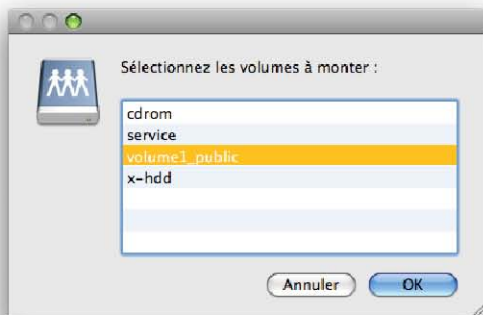 Sélectionnez les volumes à monter :
cdrom
service
volume1_public
x-hdd
Annuler
OK